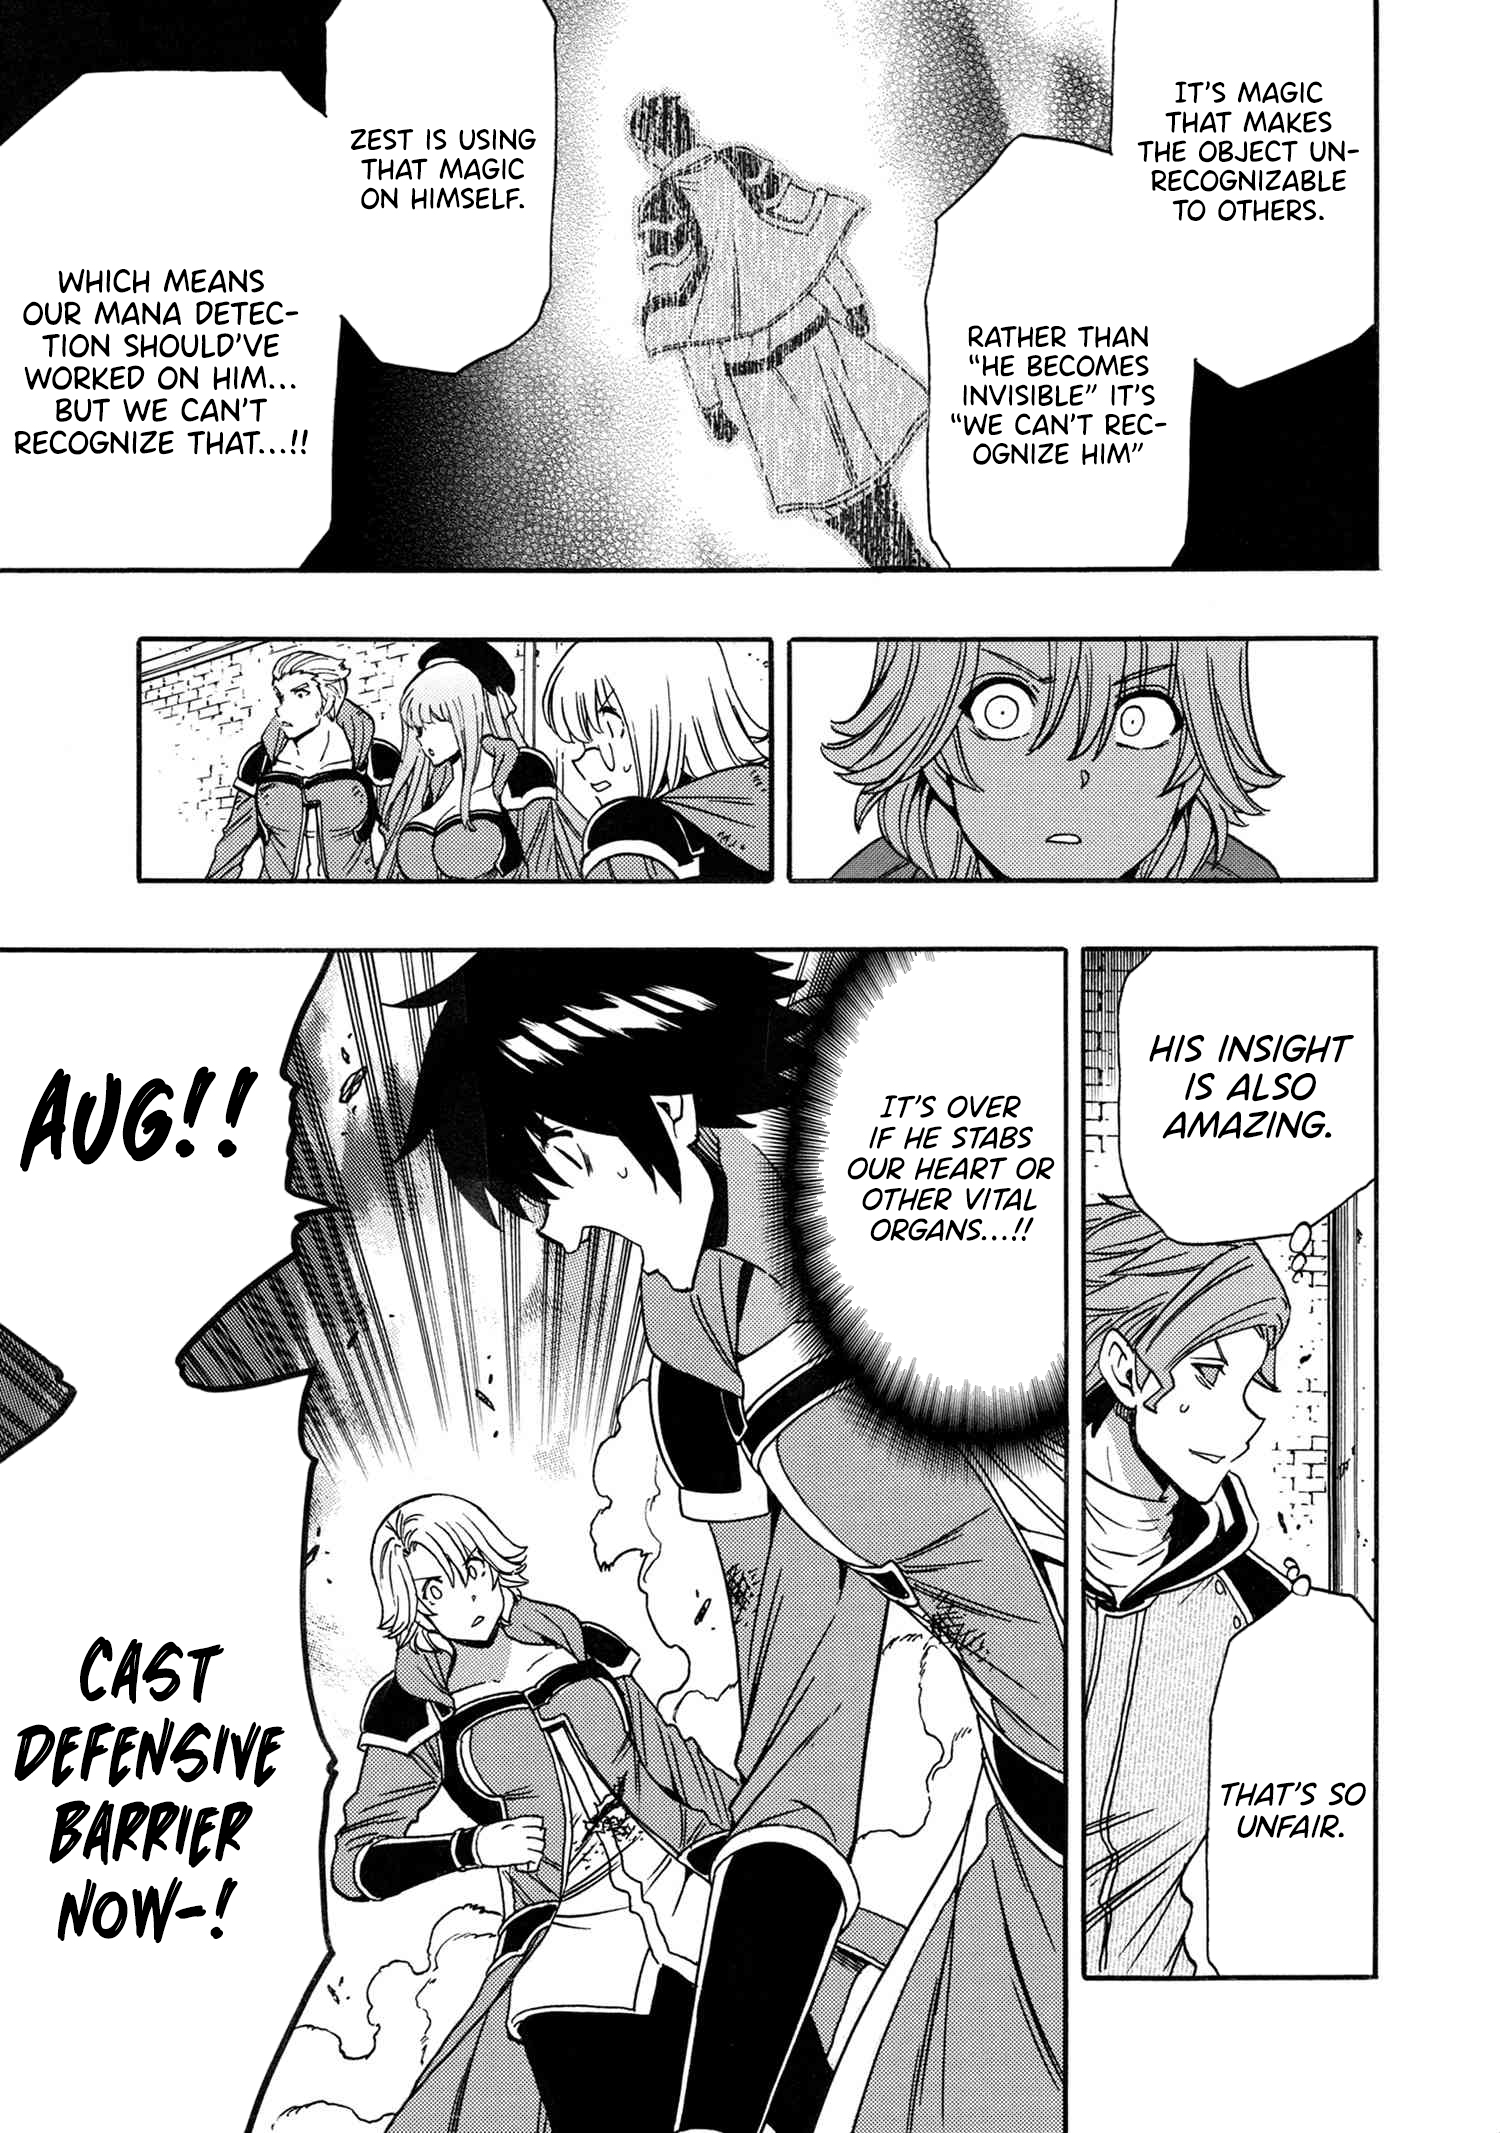 IT'S MAGIC
THAT MAKES
THE OBJECT UN-
RECOGNIZABLE
TO OTHERS.
RATHER THAN
"HE BECOMES
INVISIBLE" IT'S
"WE CAN'T REC-
OGNIZE HIM"
ZEST IS USING
THAT MAGIC
ON HIMSELF.
WHICH MEANS
OUR MANA DETEC-
TION SHOULD'VE
WORKED ON HIM...
BUT WE CAN'T
RECOGNIZE THAT...!!
HIS INSIGHT
IS ALSO
AMAZING.
THAT'S SO
UNFAIR.
IT'S OVER
IF HE STABS
OUR HEART OR
OTHER VITAL
ORGANS...!!
AUG!!
CAST
DEFENSIVE
BARRIER
NOW-!